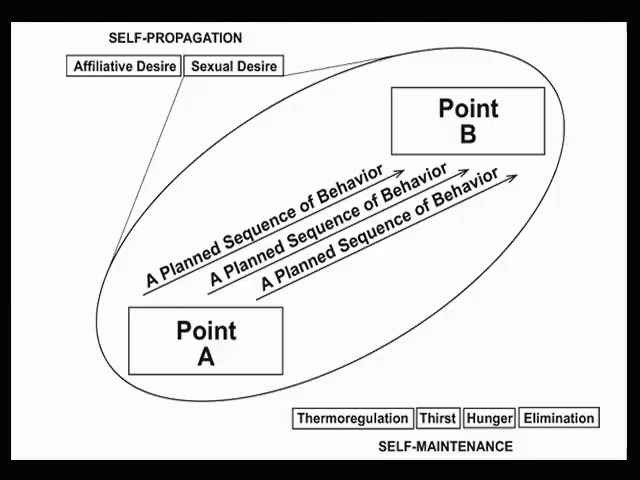 SELF-PROPAGATION
Affiliative Desire
Sexual Desire
Point
B
A Planned Sequence of Behavior
A Planned Sequence of Behavior
A Planned Sequence of Behavior
Point
A
Thermoregulation
Thirst
Hunger
Elimination
SELF-MAINTENANCE